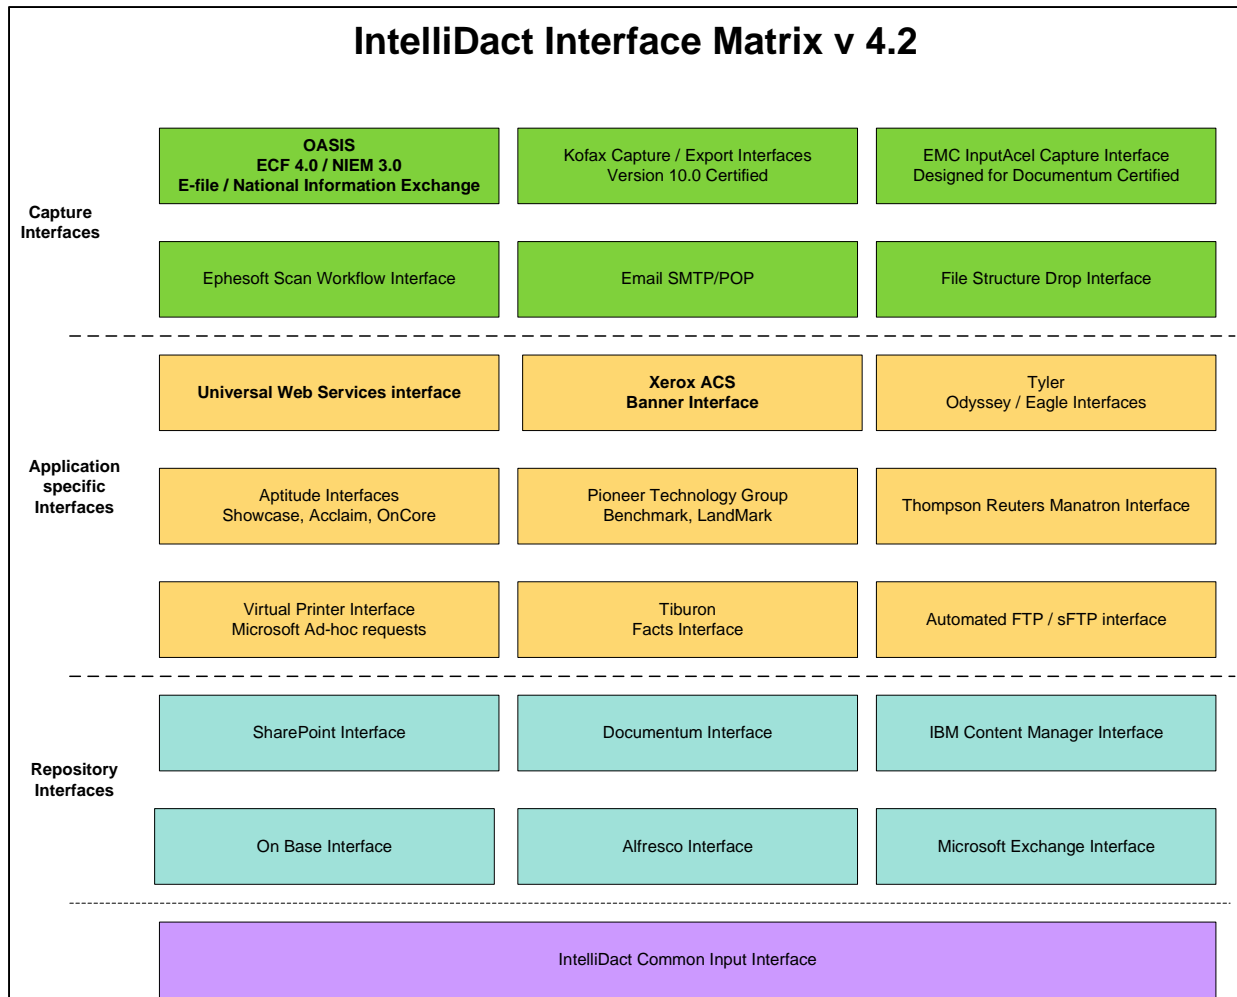 IntelliDact Interface Matrix v 4.2
Capture
Interfaces
OASIS
ECF 4.0 / NIEM 3.0
E-file / National Information Exchange
Kofax Capture / Export Interfaces
Version 10.0 Certified
EMC InputAcel Capture Interface
Designed for Documentum Certified
Ephesoft Scan Workflow Interface
Email SMTP/POP
File Structure Drop Interface
Application
specific
Interfaces
Universal Web Services interface
Xerox ACS
Banner Interface
Tyler
Odyssey / Eagle Interfaces
Aptitude Interfaces
Showcase, Acclaim, OnCore
Pioneer Technology Group
Benchmark, LandMark
Thompson Reuters Manatron Interface
Virtual Printer Interface
Microsoft Ad-hoc requests
Tiburon
Facts Interface
Automated FTP / sFTP interface
Repository
Interfaces
SharePoint Interface
Documentum Interface
IBM Content Manager Interface
On Base Interface
Alfresco Interface
Microsoft Exchange Interface
IntelliDact Common Input Interface